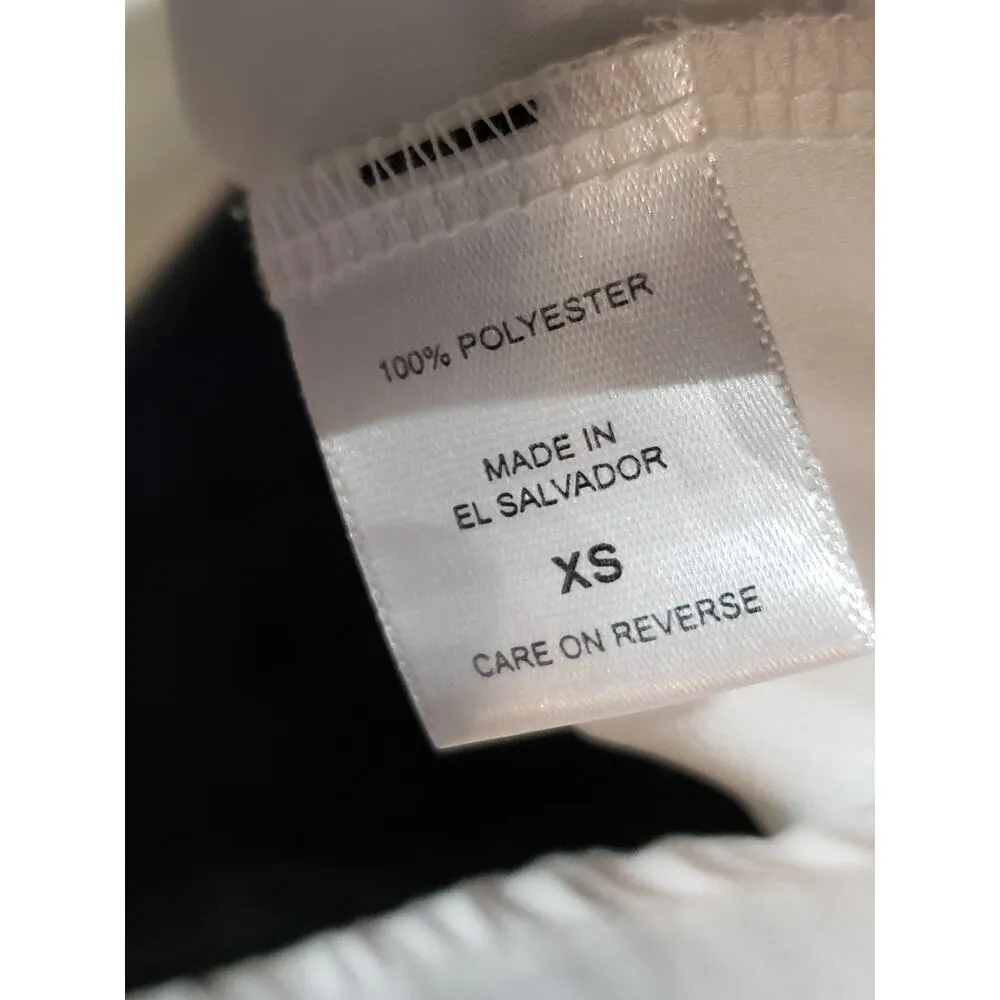 100% POLYESTER
MADE IN
EL SALVADOR
XS
CARE ON REVERSE